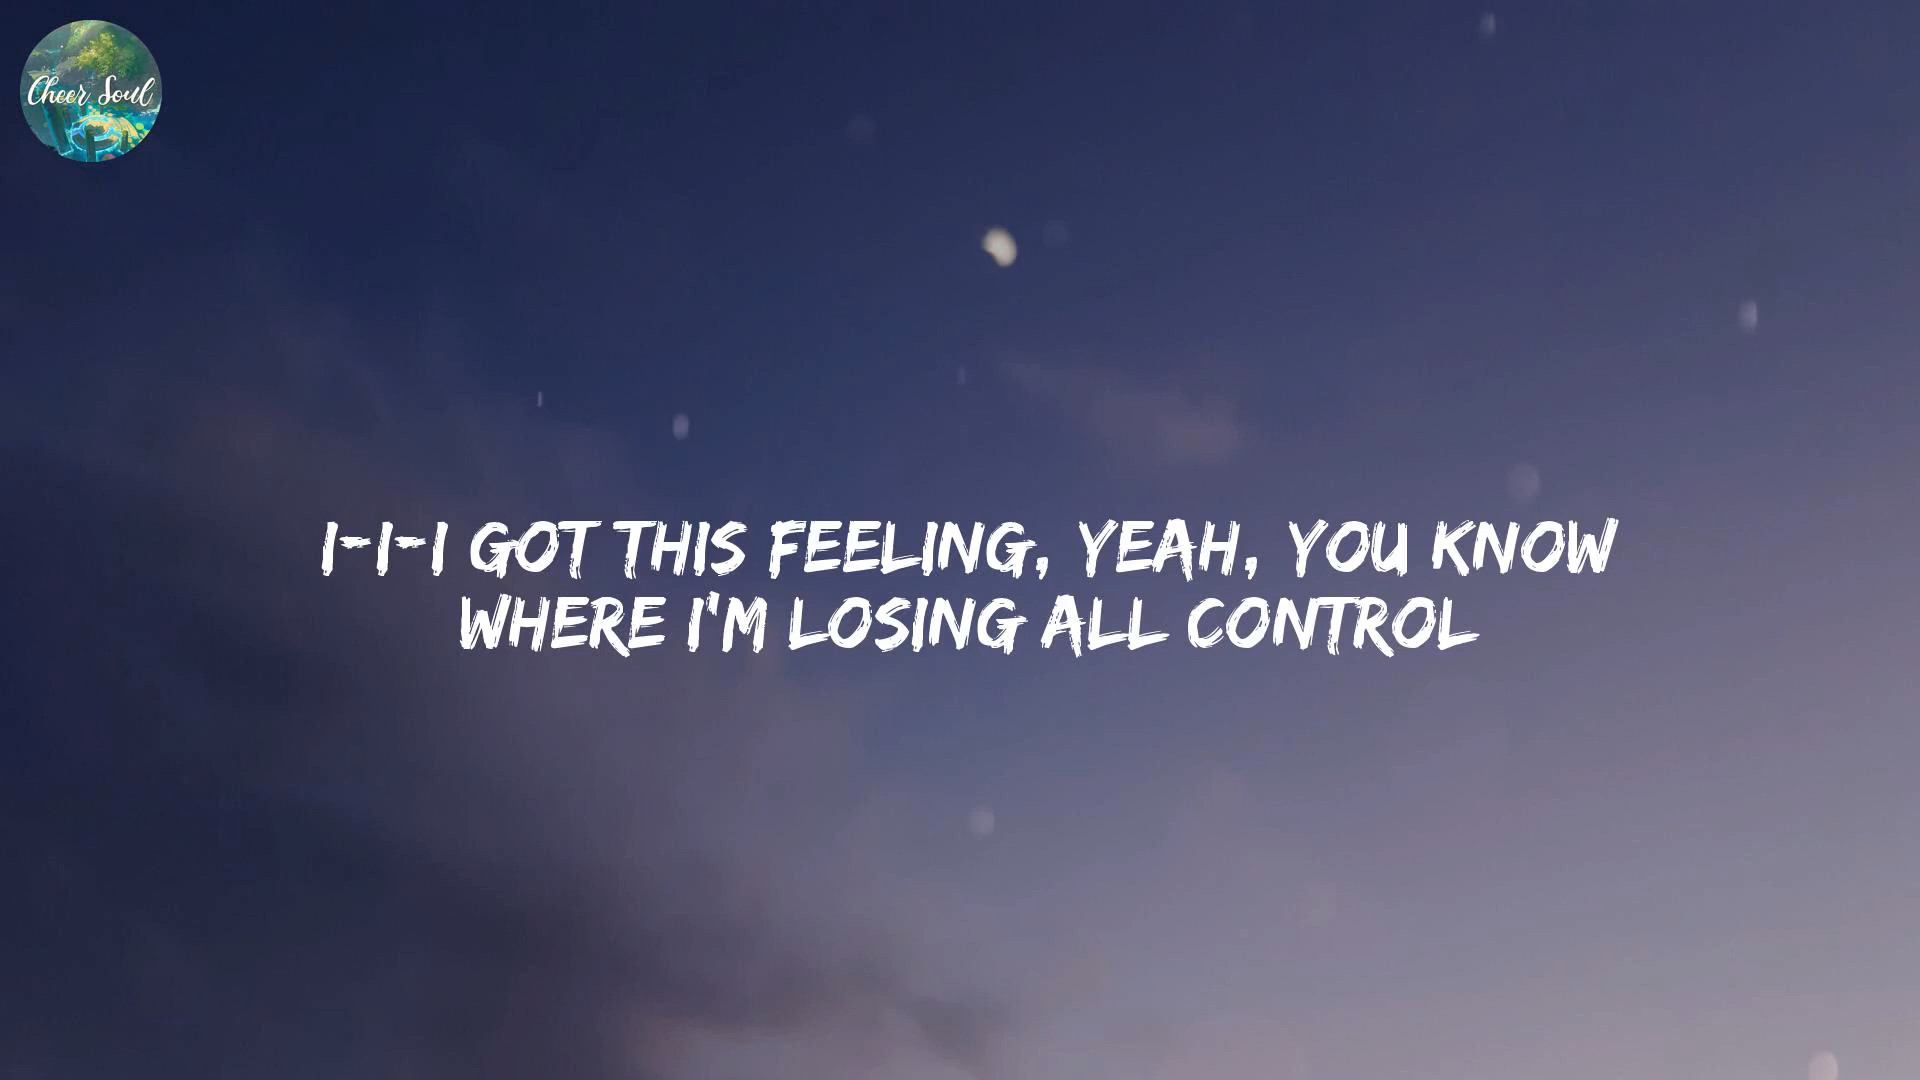 Cheer Soul
I-I-I GOT THIS FEELING, YEAH, YOU KNOW
WHERE I'M LOSING ALL CONTROL